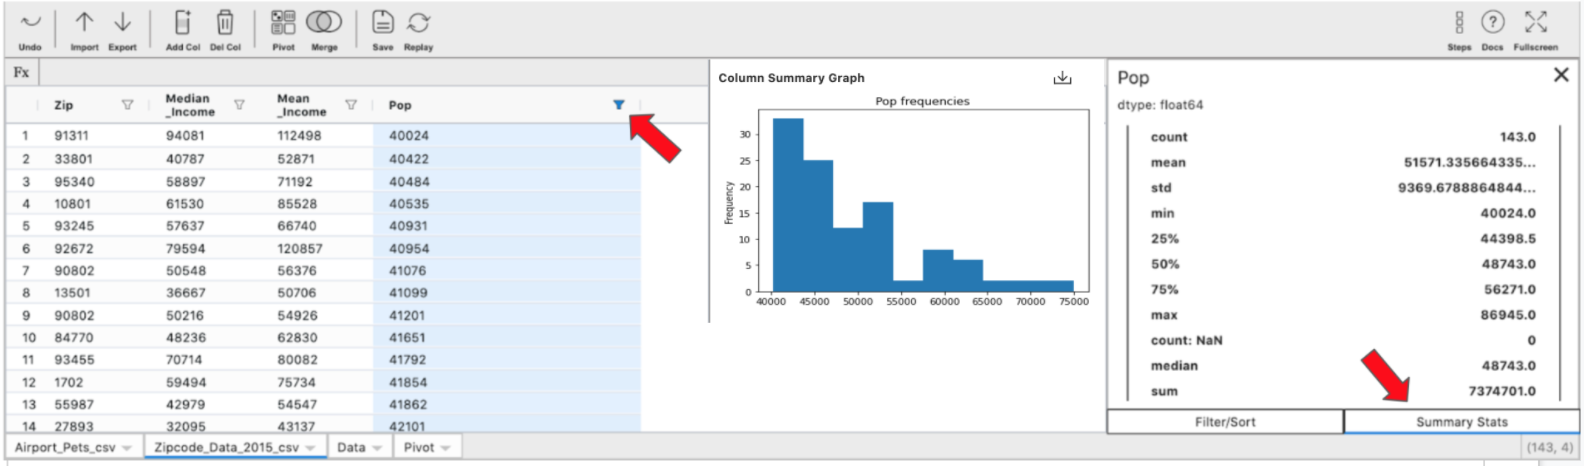 Undo Import Export Add Col Del Col Pivot Merge Save Replay Steps Docs Fullscreen
Fx
Zip Median _Income Mean _Income Pop
1 91311 94081 112498 40024
2 33801 40787 52871 40422
3 95340 58897 71192 40484
4 10801 61530 85528 40535
5 93245 57637 66740 40931
6 92672 79594 120857 40954
7 90802 50548 56376 41076
8 13501 36667 50706 41099
9 90802 50216 54926 41201
10 84770 48236 62830 41651
11 93455 70714 80082 41792
12 1702 59494 75734 41854
13 55987 42979 54547 41862
14 27893 32095 43137 42101
Column Summary Graph
Pop frequencies
Frequency
30
25
20
15
10
5
0
40000 45000 50000 55000 60000 65000 70000 75000
Pop
dtype: float64
count 143.0
mean 51571.335664335...
std 9369.6788864844...
min 40024.0
25% 44398.5
50% 48743.0
75% 56271.0
max 86945.0
count: NaN 0
median 48743.0
sum 7374701.0
Filter/Sort Summary Stats
Airport_Pets_csv Zipcode_Data_2015_csv Data Pivot (143, 4)